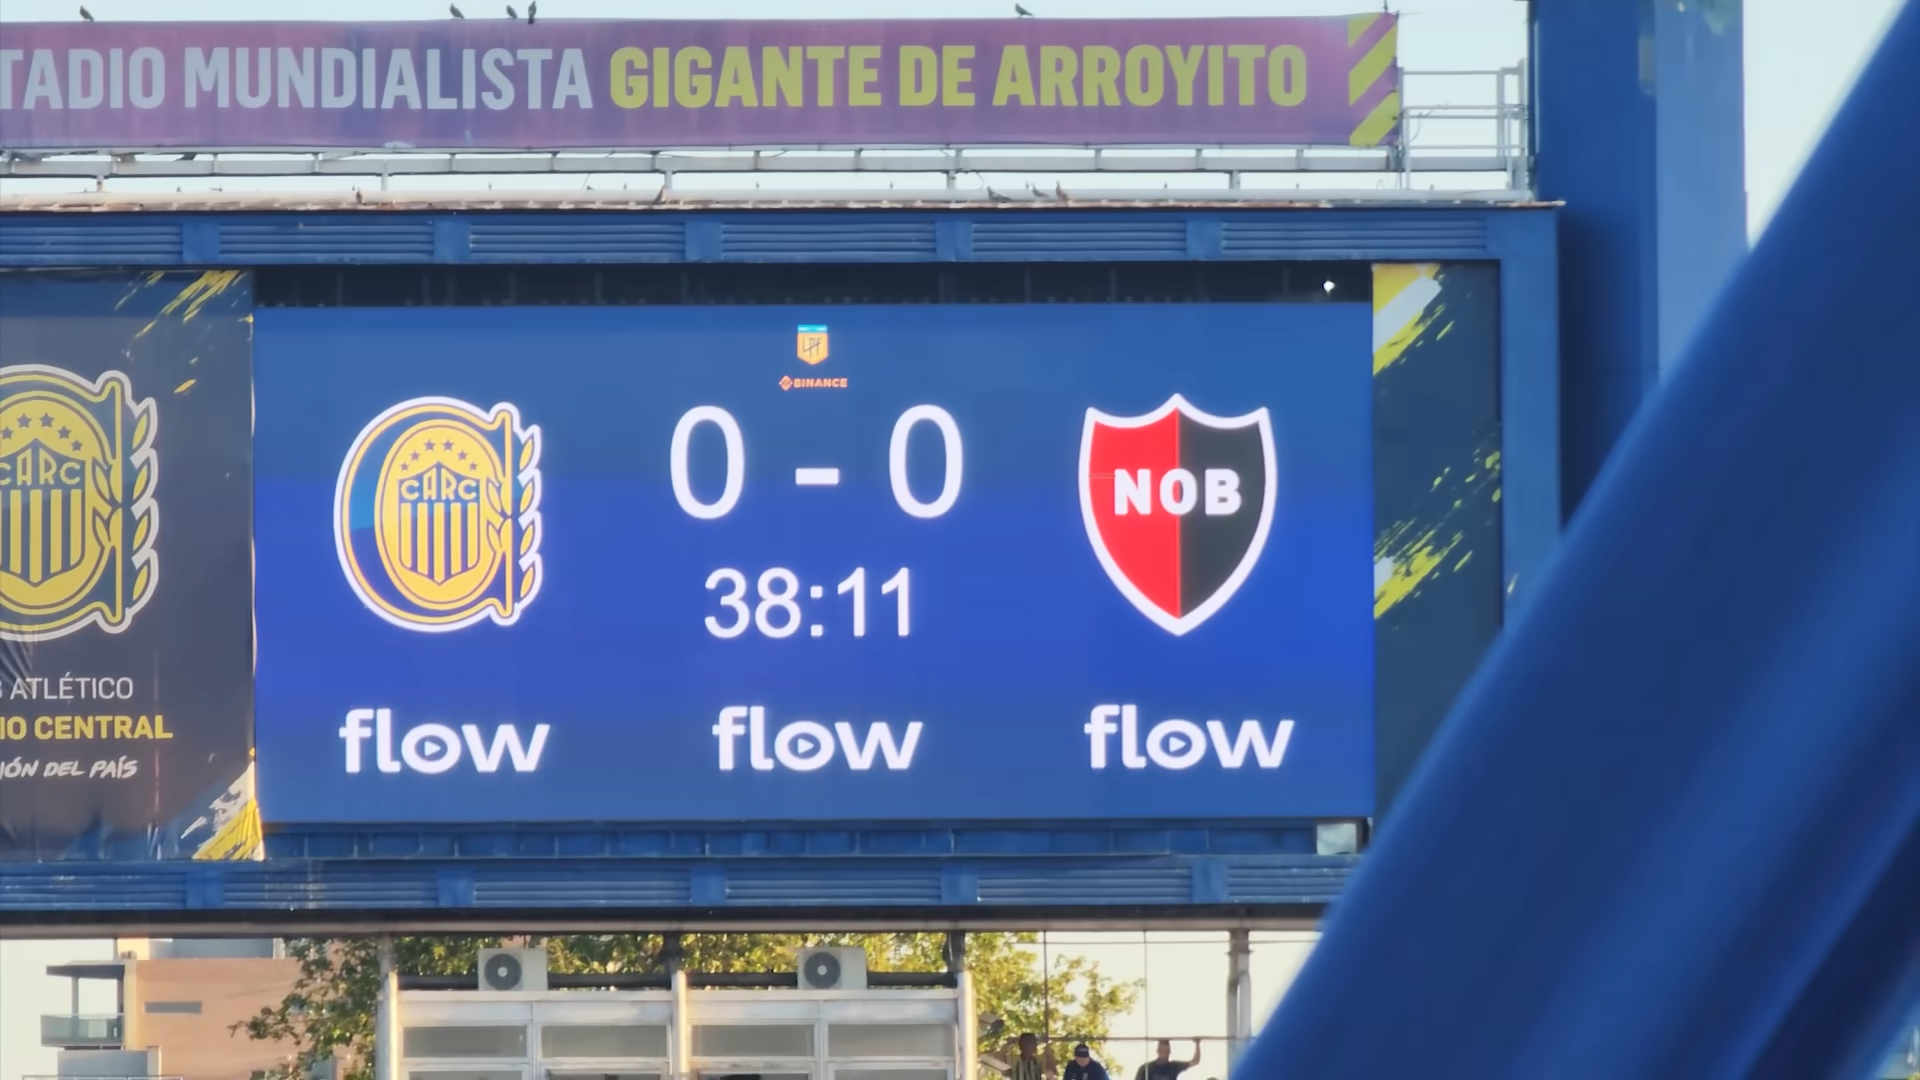 TADIO MUNDIALISTA GIGANTE DE ARROYITO
LPF
BINANCE
CARC
CARC
0 - 0
NOB
38:11
ATLÉTICO
IO CENTRAL
IÓN DEL PAÍS
flow
flow
flow